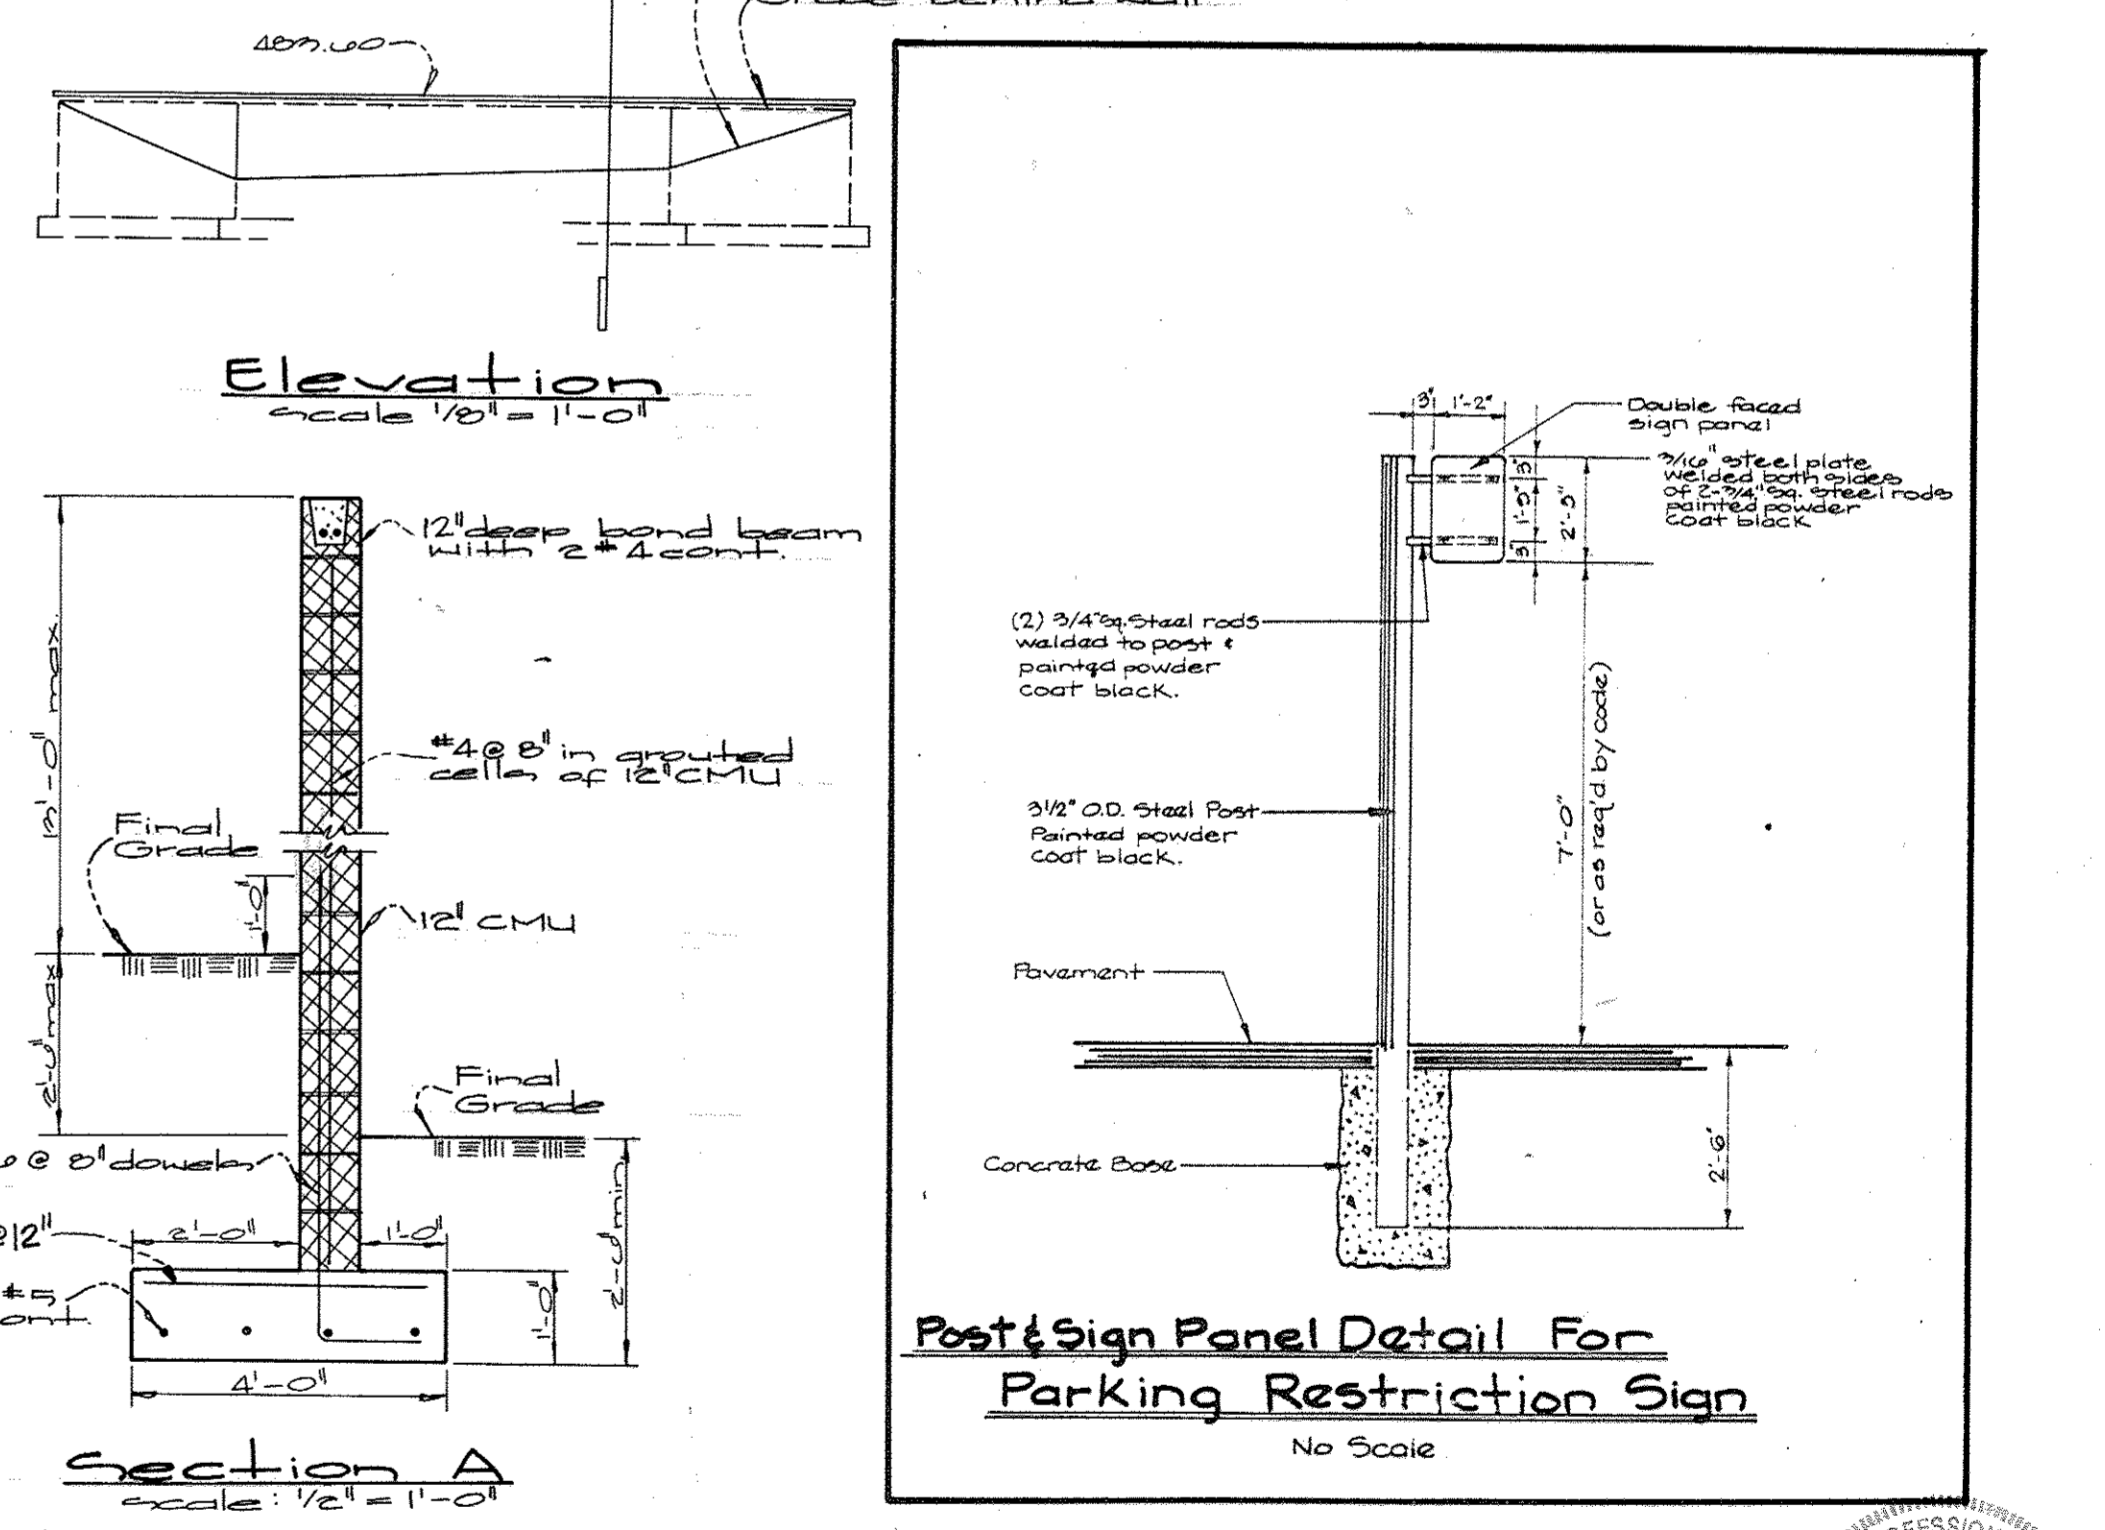 483.60
Elevation
scale 1/8" = 1'-0"
12" deep bond beam
with 2 #4 cont.
13'-0" max.
#4 @ 8" in grouted
cells of 12" CMU
Final
Grade
1'-0"
12" CMU
2'-6" max
Final
Grade
@ 8" dowels
@12"
2'-0"
1'-0"
2'-6" min
#5
1'-0"
4'-0"
Section A
scale: 1/2" = 1'-0"
3" 1'-2"
Double faced
sign panel
3/16" steel plate
welded both sides
of 2-3/4" sq. steel rods
painted powder
coat black
3"
1'-5"
2'-5"
3"
(2) 3/4" sq. Steel rods
welded to post &
painted powder
coat black.
3 1/2" O.D. Steel Post
Painted powder
coat black.
7'-0"
(or as req'd. by code)
Pavement
Concrete Base
2'-6"
Post & Sign Panel Detail For
Parking Restriction Sign
No Scale